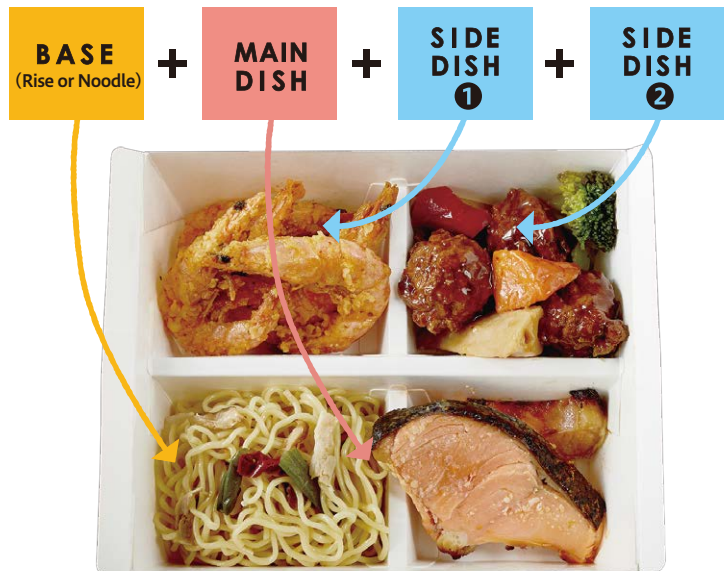 BASE
(Rise or Noodle)
+
MAIN
DISH
+
SIDE
DISH
❶
+
SIDE
DISH
❷